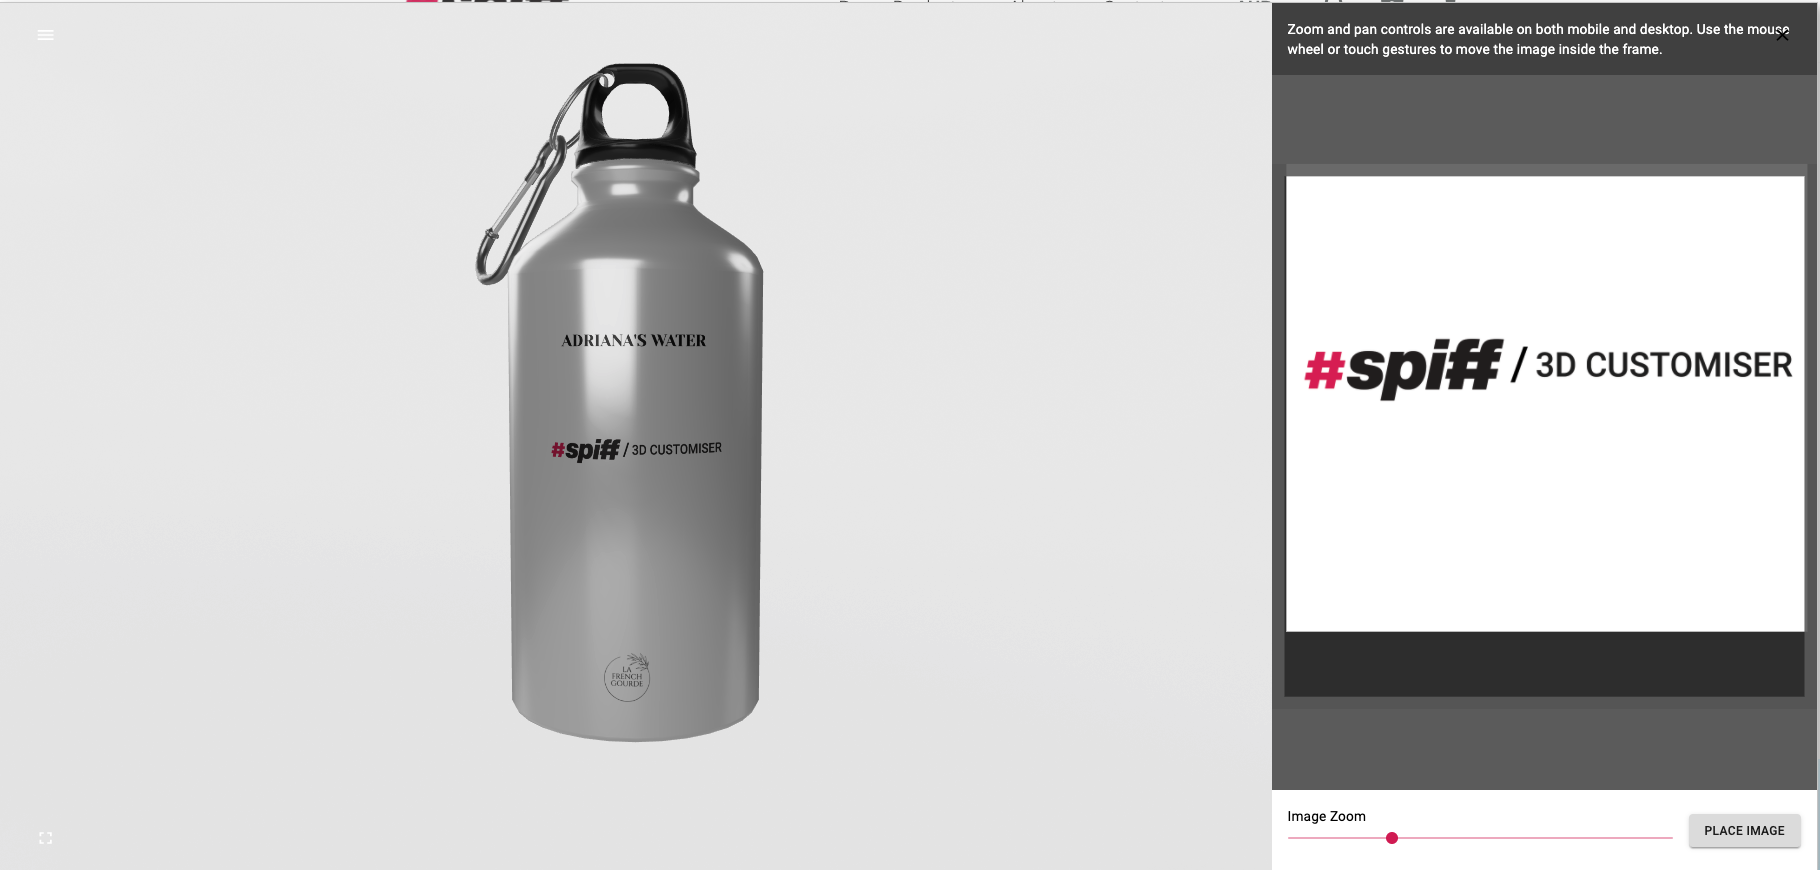 Zoom and pan controls are available on both mobile and desktop. Use the mouse
wheel or touch gestures to move the image inside the frame.
ADRIANA'S WATER
#spiff / 3D CUSTOMISER
LA
FRENCH
GOURDE
#spiff / 3D CUSTOMISER
Image Zoom
PLACE IMAGE